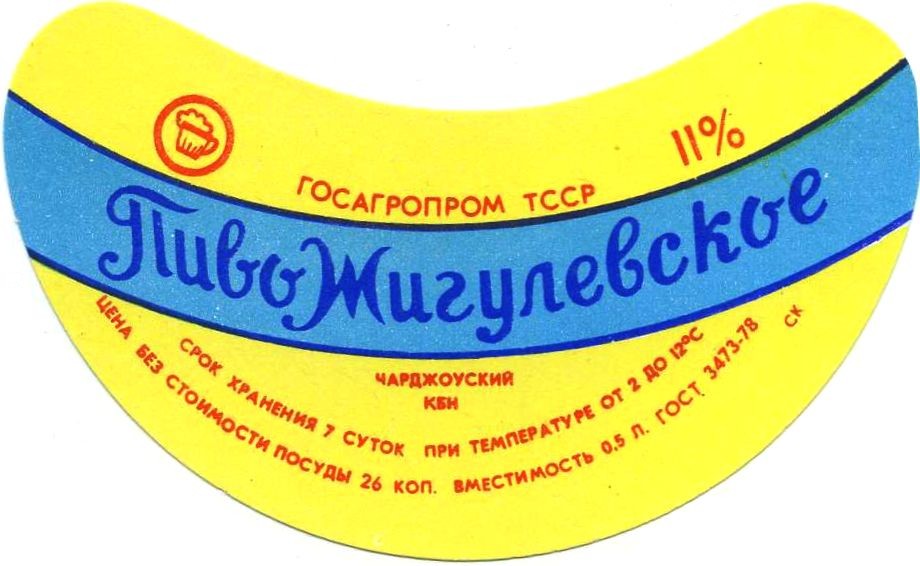 11%
ГОСАГРОПРОМ ТССР
Пиво Жигулевское
ЧАРДЖОУСКИЙ
КБН
СРОК ХРАНЕНИЯ 7 СУТОК ПРИ ТЕМПЕРАТУРЕ ОТ 2 ДО 12°С
ЦЕНА БЕЗ СТОИМОСТИ ПОСУДЫ 26 КОП. ВМЕСТИМОСТЬ 0,5 Л. ГОСТ 3473-78 СК